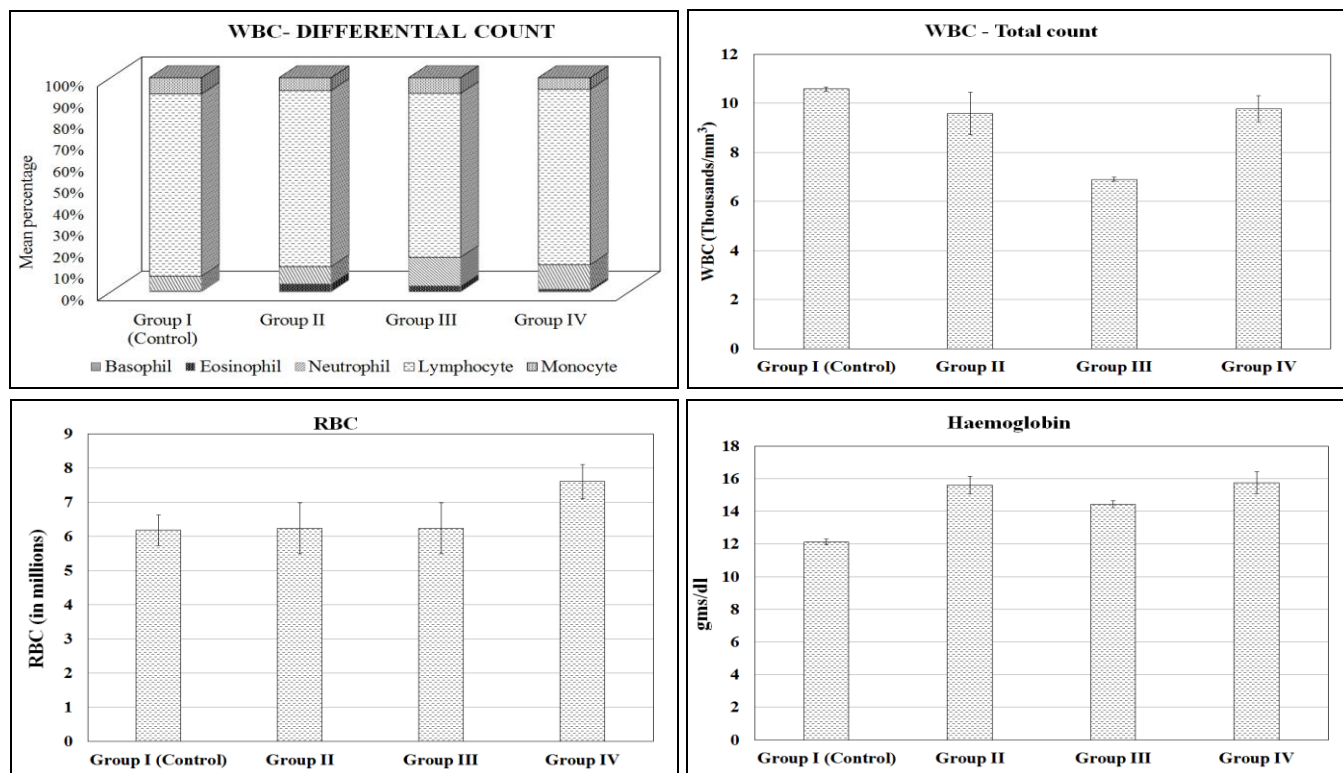 WBC- DIFFERENTIAL COUNT
Mean percentage
100%
90%
80%
70%
60%
50%
40%
30%
20%
10%
0%
Group I
(Control)
Group II
Group III
Group IV
Basophil Eosinophil Neutrophil Lymphocyte Monocyte
WBC - Total count
WBC (Thousands/mm³)
12
10
8
6
4
2
0
Group I (Control) Group II Group III Group IV
RBC
RBC (in millions)
9
8
7
6
5
4
3
2
1
0
Group I (Control) Group II Group III Group IV
Haemoglobin
gms/dl
18
16
14
12
10
8
6
4
2
0
Group I (Control) Group II Group III Group IV